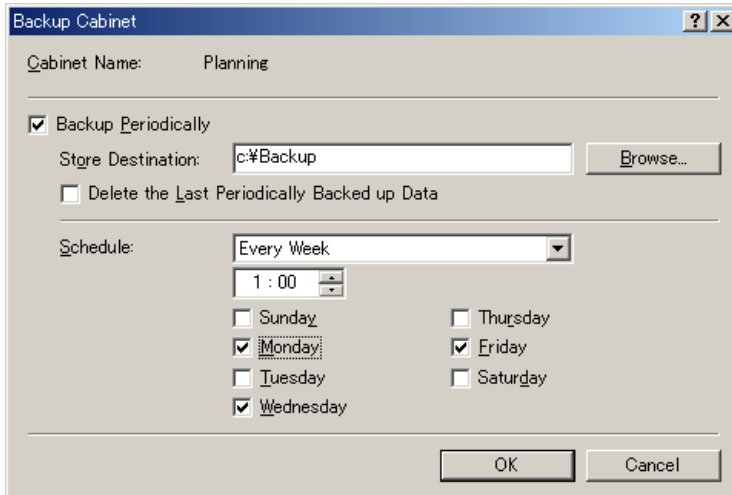 Backup Cabinet
Cabinet Name: Planning
Backup Periodically
Store Destination: c:¥Backup Browse...
Delete the Last Periodically Backed up Data
Schedule: Every Week
1 : 00
Sunday Thursday
Monday Friday
Tuesday Saturday
Wednesday
OK Cancel